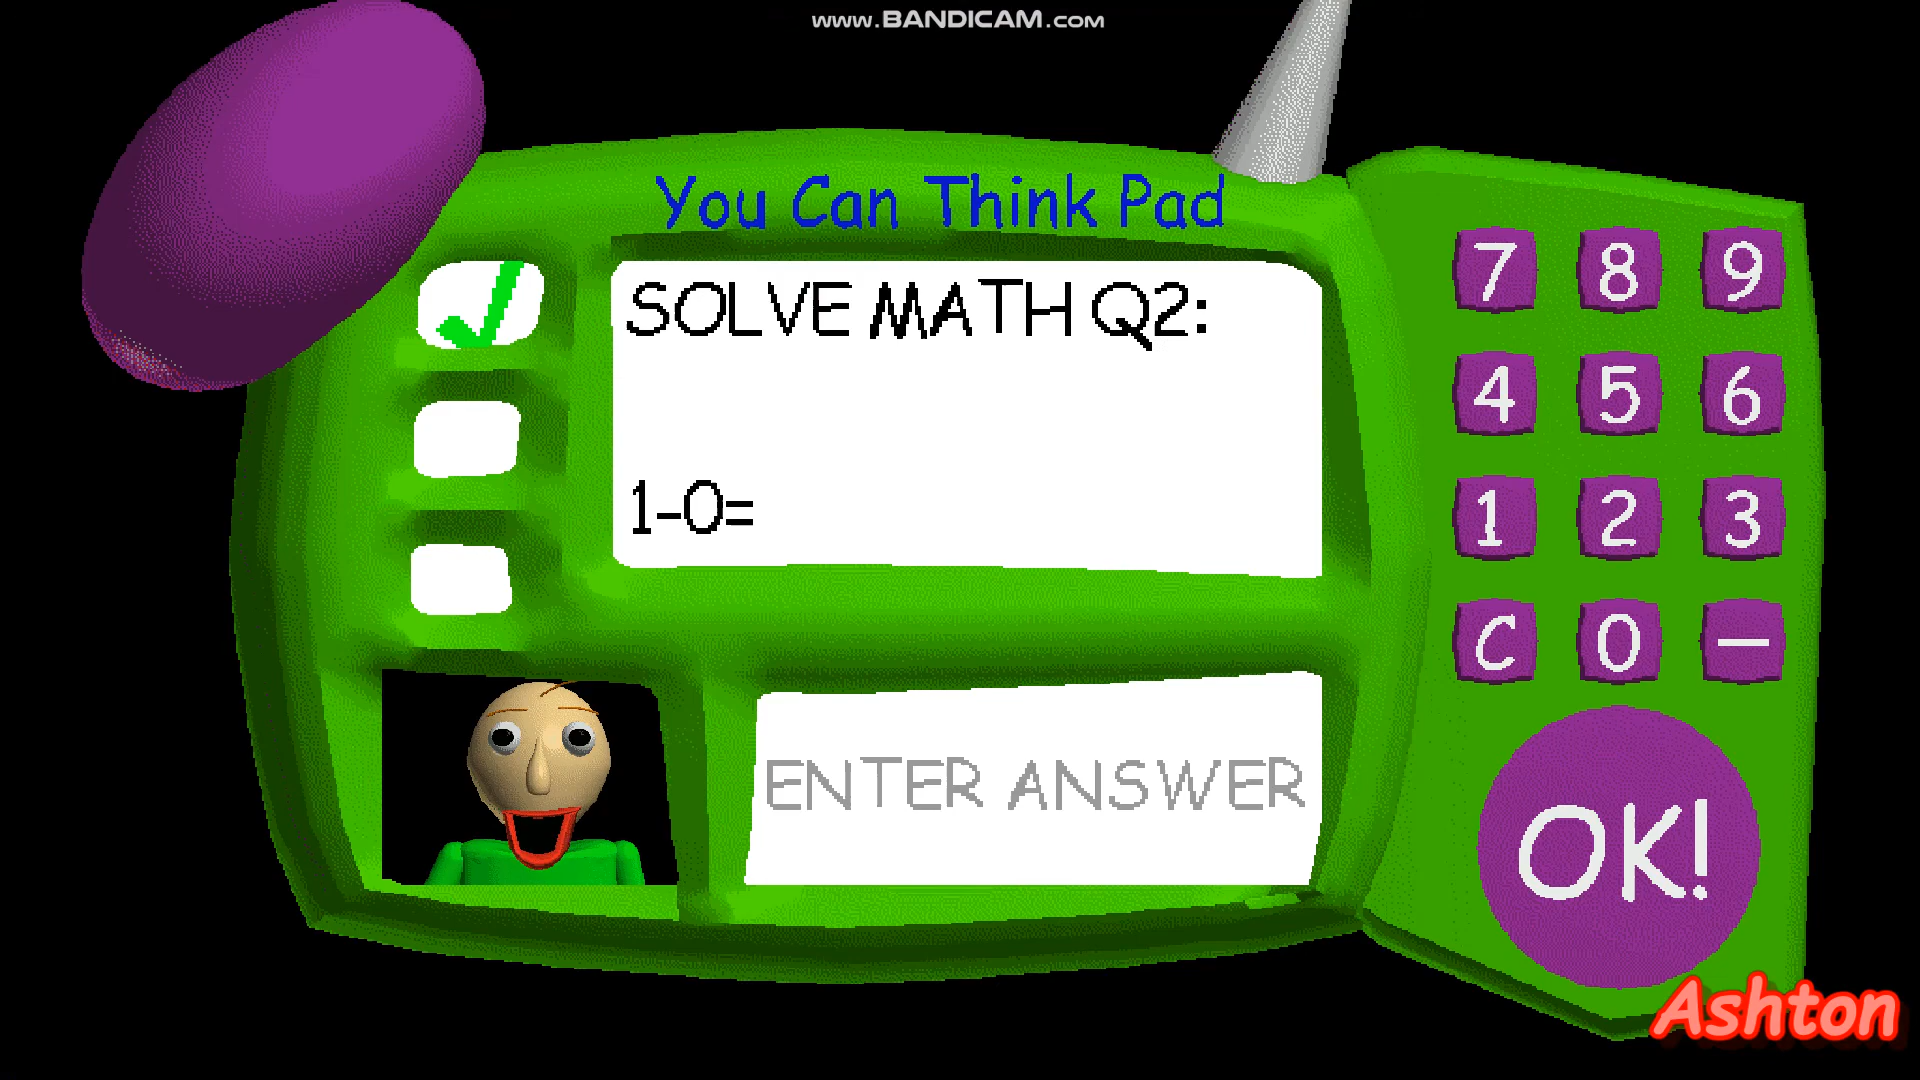 www.BANDICAM.com
You Can Think Pad
SOLVE MATH Q2:
1-0=
7 8 9
4 5 6
1 2 3
C 0 -
ENTER ANSWER
OK!
Ashton